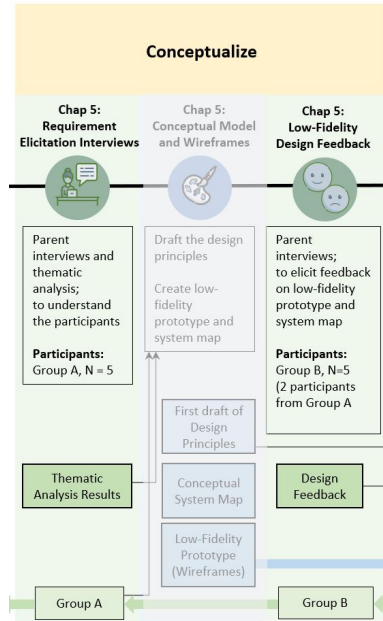 Conceptualize
Chap 5:
Requirement
Elicitation Interviews
Chap 5:
Conceptual Model
and Wireframes
Chap 5:
Low-Fidelity
Design Feedback
Parent
interviews and
thematic
analysis;
to understand
the participants
Participants:
Group A, N = 5
Draft the design
principles
Create low-
fidelity
prototype and
system map
Parent
interviews;
to elicit feedback
on low-fidelity
prototype and
system map
Participants:
Group B, N=5
(2 participants
from Group A
First draft of
Design
Principles
Thematic
Analysis Results
Conceptual
System Map
Design
Feedback
Low-Fidelity
Prototype
(Wireframes)
Group A
Group B